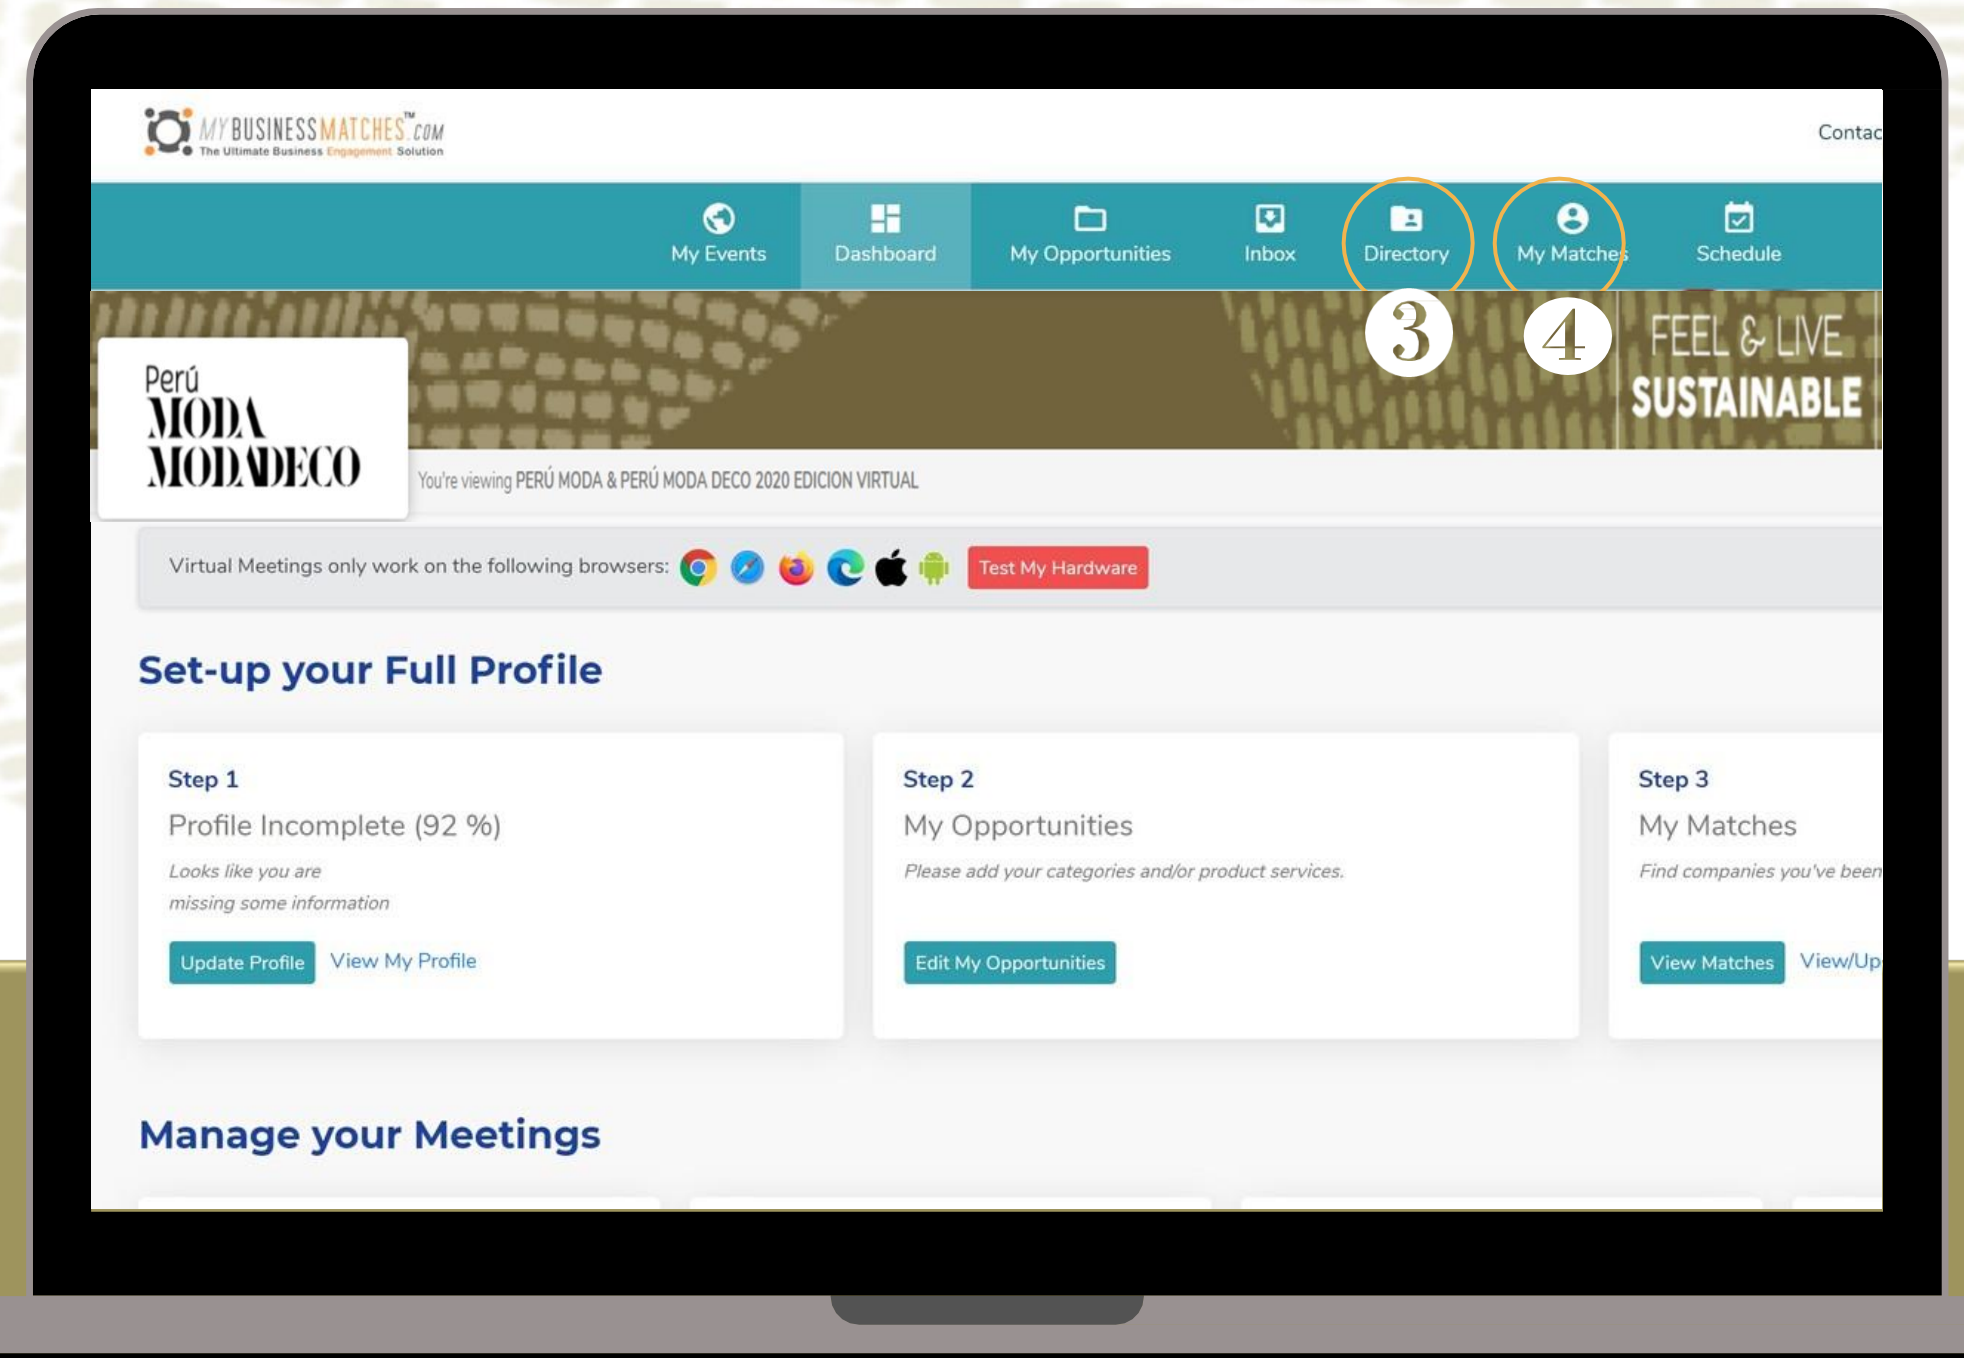 MYBUSINESSMATCHES.COM™
The Ultimate Business Engagement Solution
Contac
My Events
Dashboard
My Opportunities
Inbox
Directory
My Matches
Schedule
3
4
FEEL & LIVE
SUSTAINABLE
Perú
MODA
MODADECO
You're viewing PERÚ MODA & PERÚ MODA DECO 2020 EDICION VIRTUAL
Virtual Meetings only work on the following browsers:
Test My Hardware
Set-up your Full Profile
Step 1
Profile Incomplete (92 %)
Looks like you are
missing some information
Update Profile
View My Profile
Step 2
My Opportunities
Please add your categories and/or product services.
Edit My Opportunities
Step 3
My Matches
Find companies you've been
View Matches
View/Up
Manage your Meetings